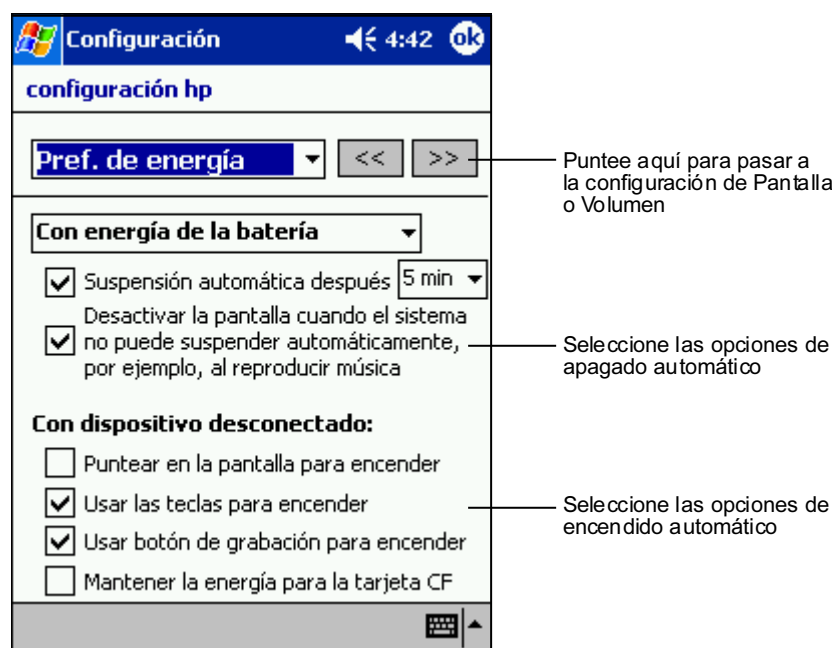 Configuración 4:42 ok
configuración hp
Pref. de energía << >>
Puntee aquí para pasar a
la configuración de Pantalla
o Volumen
Con energía de la batería
Suspensión automática después 5 min
Desactivar la pantalla cuando el sistema
no puede suspender automáticamente,
por ejemplo, al reproducir música
Seleccione las opciones de
apagado automático
Con dispositivo desconectado:
Puntear en la pantalla para encender
Usar las teclas para encender
Usar botón de grabación para encender
Mantener la energía para la tarjeta CF
Seleccione las opciones de
encendido automático